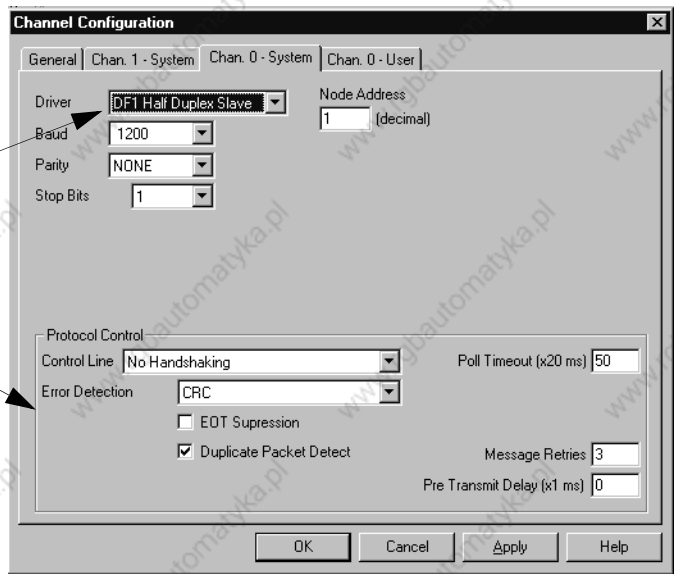 Channel Configuration
General
Chan. 1 - System
Chan. 0 - System
Chan. 0 - User
Driver
DF1 Half Duplex Slave
Node Address
1 (decimal)
Baud
1200
Parity
NONE
Stop Bits
1
Protocol Control
Control Line
No Handshaking
Poll Timeout (x20 ms)
50
Error Detection
CRC
EOT Supression
Duplicate Packet Detect
Message Retries
3
Pre Transmit Delay (x1 ms)
0
OK
Cancel
Apply
Help
www.rgbautomatyka.pl